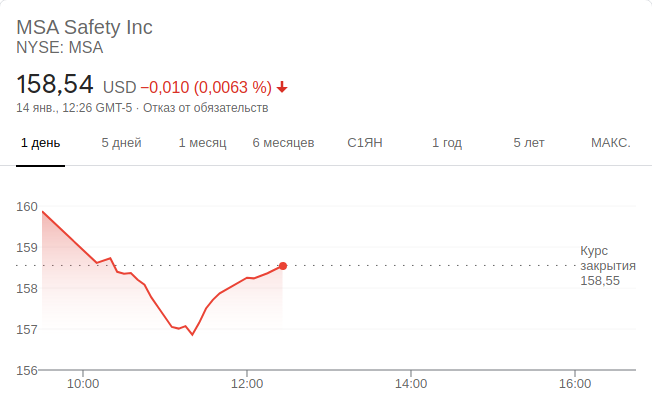 MSA Safety Inc
NYSE: MSA
158,54 USD −0,010 (0,0063 %)
14 янв., 12:26 GMT-5 · Отказ от обязательств
1 день 5 дней 1 месяц 6 месяцев С1ЯН 1 год 5 лет МАКС.
160
159
158
157
156
Курс
закрытия
158,55
10:00 12:00 14:00 16:00